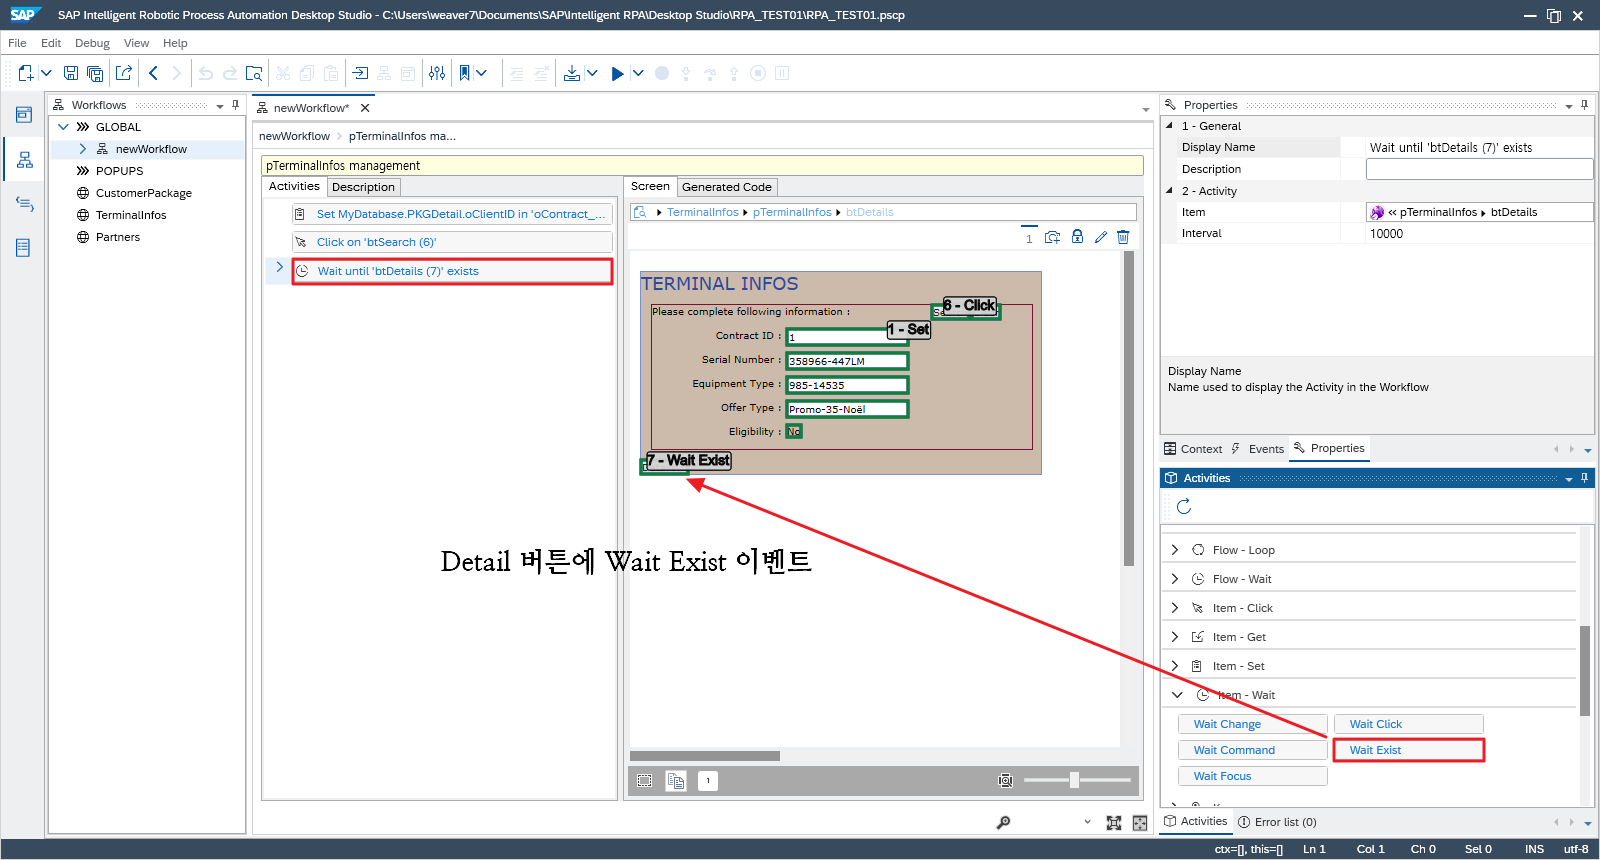 SAP SAP Intelligent Robotic Process Automation Desktop Studio - C:\Users\weaver7\Documents\SAP\Intelligent RPA\Desktop Studio\RPA_TEST01\RPA_TEST01.pscp
File Edit Debug View Help
Workflows
GLOBAL
newWorkflow
POPUPS
CustomerPackage
TerminalInfos
Partners
newWorkflow*
newWorkflow > pTerminalInfos ma...
pTerminalInfos management
Activities Description
Set MyDatabase.PKGDetail.oClientID in 'oContract_...
Click on 'btSearch (6)'
Wait until 'btDetails (7)' exists
Screen Generated Code
TerminalInfos pTerminalInfos btDetails
1
TERMINAL INFOS
Please complete following information :
6 - Click
1 - Set
Contract ID : 1
Serial Number : 358966-447LM
Equipment Type : 985-14535
Offer Type : Promo-35-Noël
Eligibility : No
7 - Wait Exist
Detail 버튼에 Wait Exist 이벤트
1
Properties
1 - General
Display Name Wait until 'btDetails (7)' exists
Description
2 - Activity
Item « pTerminalInfos btDetails
Interval 10000
Display Name
Name used to display the Activity in the Workflow
Context Events Properties
Activities
Flow - Loop
Flow - Wait
Item - Click
Item - Get
Item - Set
Item - Wait
Wait Change Wait Click
Wait Command Wait Exist
Wait Focus
Activities Error list (0)
ctx=[], this=[] Ln 1 Col 1 Ch 0 Sel 0 INS utf-8